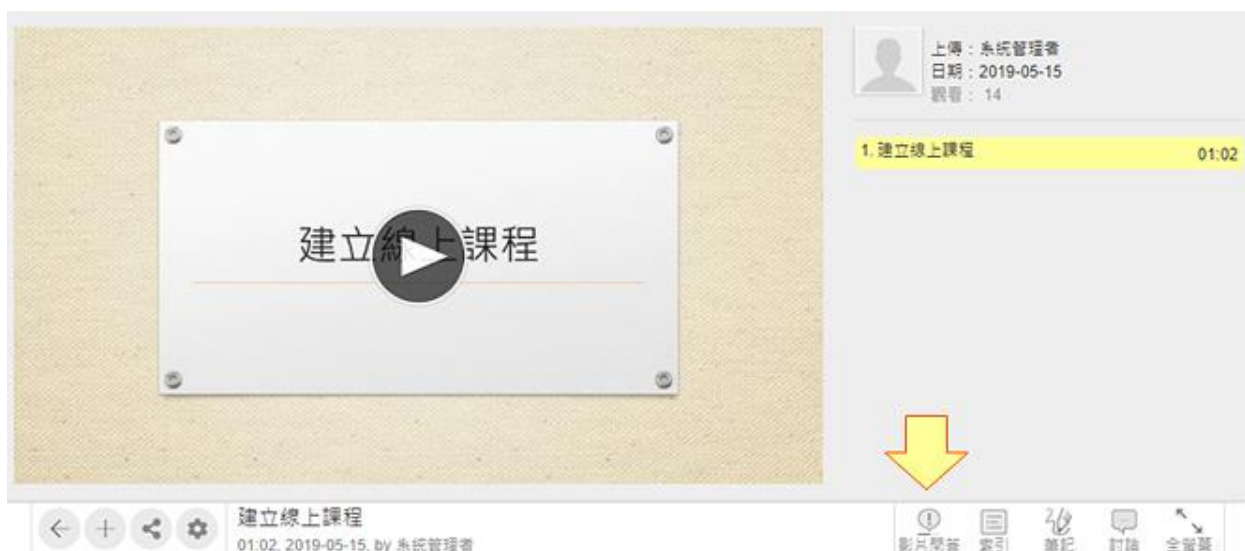 上傳：系統管理者
日期：2019-05-15
觀看： 14
1. 建立線上課程 01:02
建立線上課程
建立線上課程
01:02, 2019-05-15, by 系統管理者
影片問答 索引 筆記 討論 全螢幕